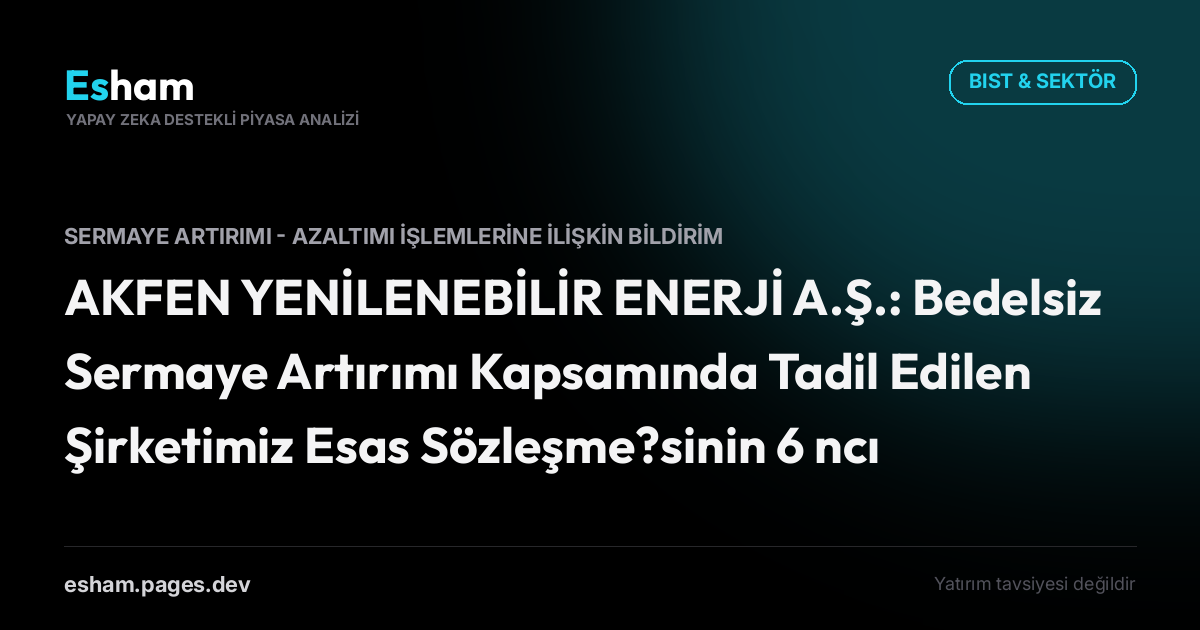 Esham
BIST & SEKTÖR
YAPAY ZEKA DESTEKLİ PİYASA ANALİZİ
SERMAYE ARTIRIMI - AZALTIMI İŞLEMLERİNE İLİŞKİN BİLDİRİM
AKFEN YENİLENEBİLİR ENERJİ A.Ş.: Bedelsiz
Sermaye Artırımı Kapsamında Tadil Edilen
Şirketimiz Esas Sözleşme?sinin 6 ncı
esham.pages.dev
Yatırım tavsiyesi değildir